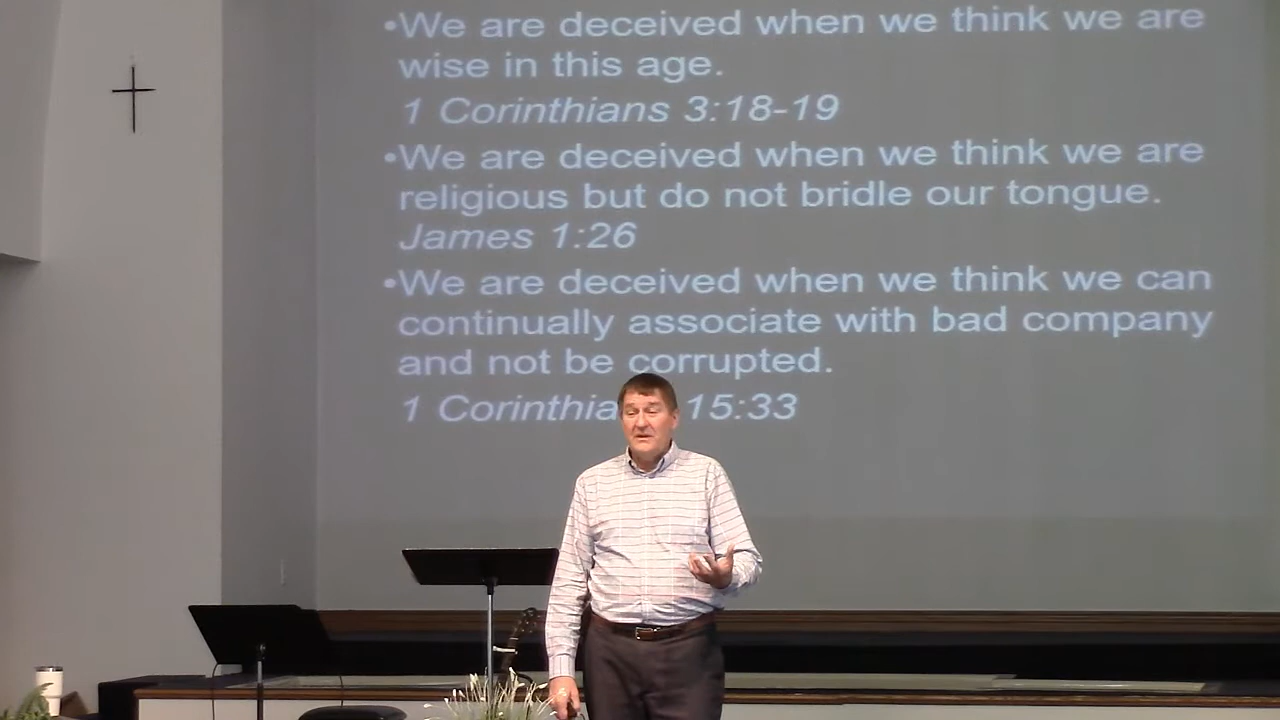 •We are deceived when we think we are
wise in this age.
1 Corinthians 3:18-19
•We are deceived when we think we are
religious but do not bridle our tongue.
James 1:26
•We are deceived when we think we can
continually associate with bad company
and not be corrupted.
1 15:33